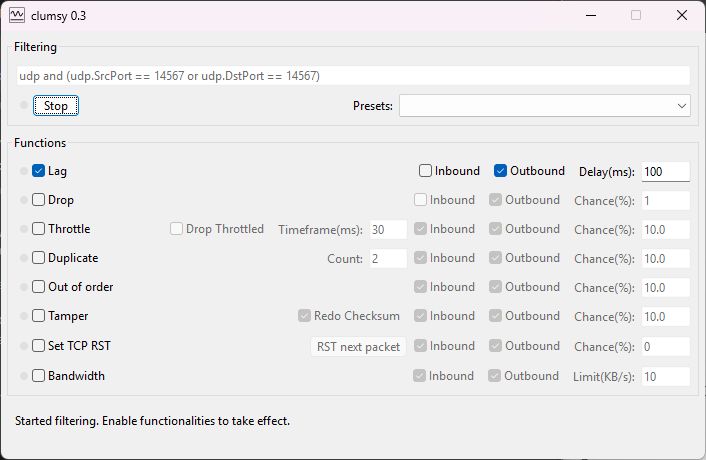 clumsy 0.3
Filtering
udp and (udp.SrcPort == 14567 or udp.DstPort == 14567)
Stop Presets:
Functions
Lag Inbound Outbound Delay(ms): 100
Drop Inbound Outbound Chance(%): 1
Throttle Drop Throttled Timeframe(ms): 30 Inbound Outbound Chance(%): 10.0
Duplicate Count: 2 Inbound Outbound Chance(%): 10.0
Out of order Inbound Outbound Chance(%): 10.0
Tamper Redo Checksum Inbound Outbound Chance(%): 10.0
Set TCP RST RST next packet Inbound Outbound Chance(%): 0
Bandwidth Inbound Outbound Limit(KB/s): 10
Started filtering. Enable functionalities to take effect.